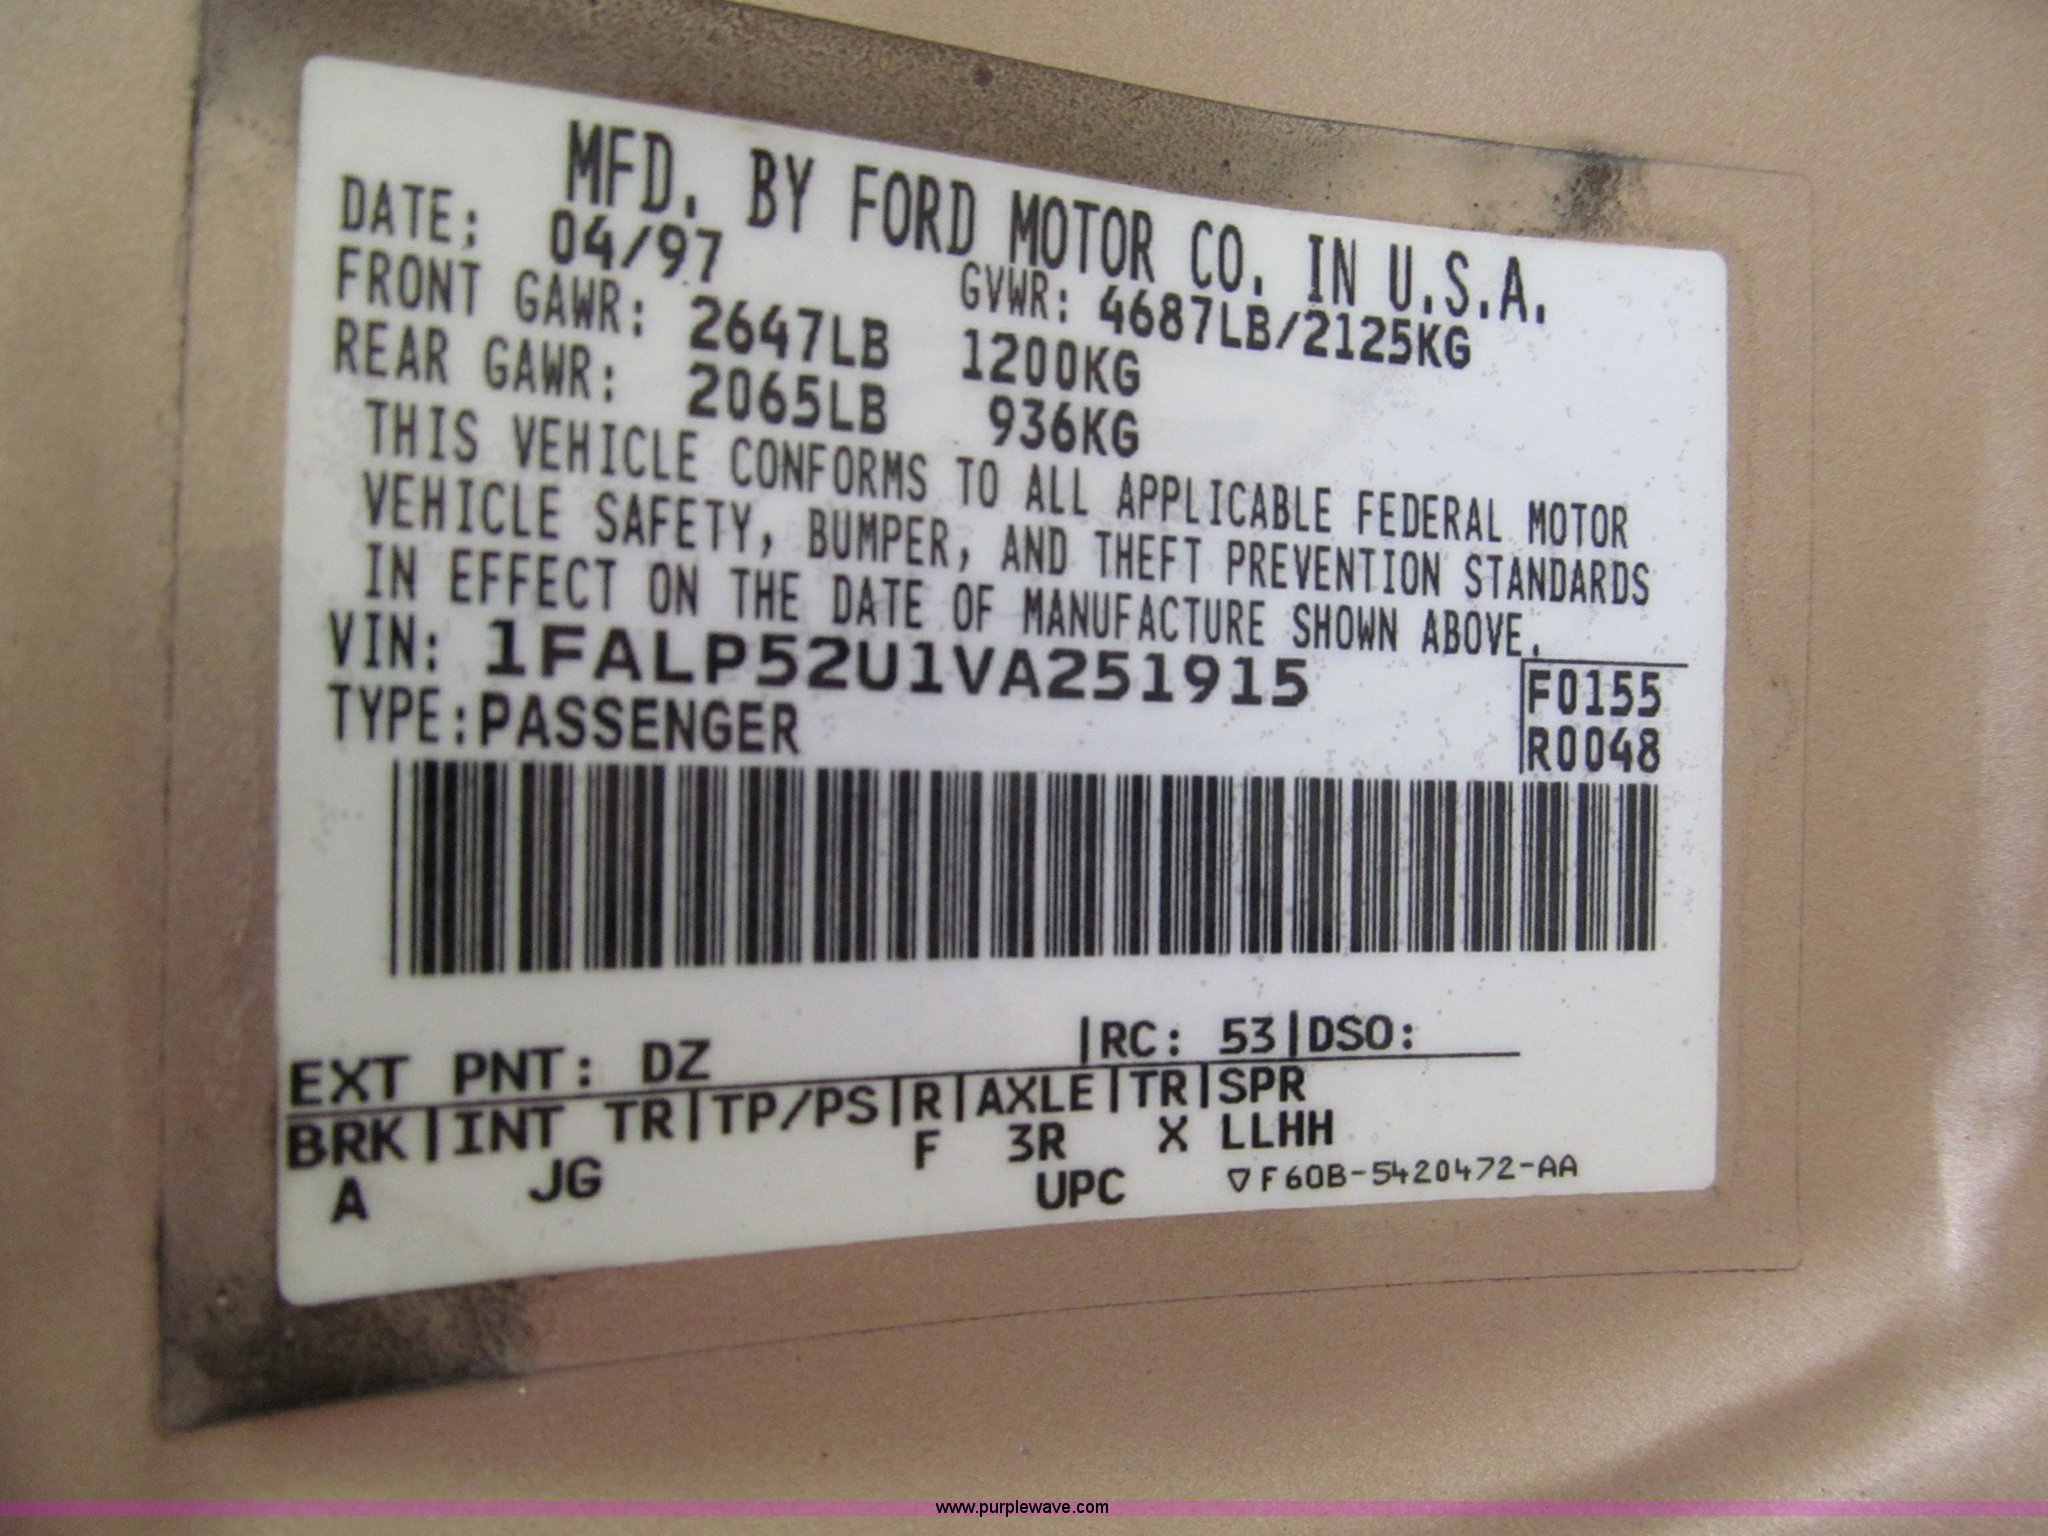 MFD. BY FORD MOTOR CO. IN U.S.A.
DATE: 04/97 GVWR: 4687LB/2125KG
FRONT GAWR: 2647LB 1200KG
REAR GAWR: 2065LB 936KG
THIS VEHICLE CONFORMS TO ALL APPLICABLE FEDERAL MOTOR
VEHICLE SAFETY, BUMPER, AND THEFT PREVENTION STANDARDS
IN EFFECT ON THE DATE OF MANUFACTURE SHOWN ABOVE.
VIN: 1FALP52U1VA251915
F0155
TYPE:PASSENGER
R0048
EXT PNT: DZ |RC: 53|DSO:
BRK|INT TR|TP/PS|R|AXLE|TR|SPR
A JG F 3R X LLHH
UPC ▽F60B-5420472-AA
www.purplewave.com